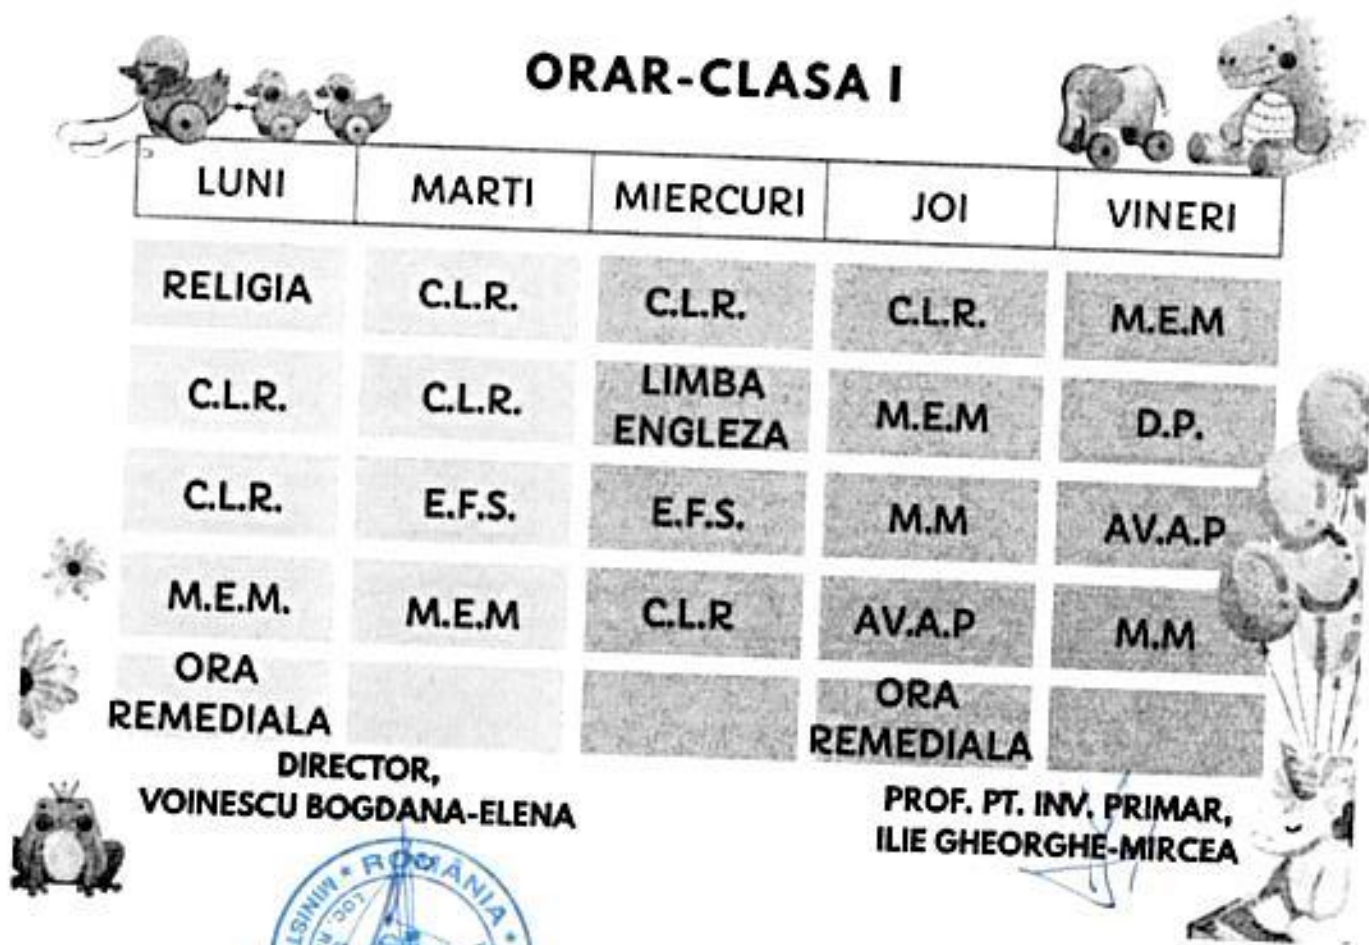 ORAR-CLASA I
LUNI MARTI MIERCURI JOI VINERI
RELIGIA C.L.R. C.L.R. C.L.R. M.E.M
C.L.R. C.L.R. LIMBA ENGLEZA M.E.M D.P.
C.L.R. E.F.S. E.F.S. M.M AV.A.P
M.E.M. M.E.M C.L.R AV.A.P M.M
ORA REMEDIALA ORA REMEDIALA
DIRECTOR,
VOINESCU BOGDANA-ELENA
PROF. PT. INV. PRIMAR,
ILIE GHEORGHE-MIRCEA
ROMÂNIA